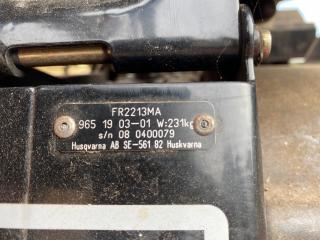 FR2213MA
965 19 03-01 W:231kg
s/n 08 0400079
Husqvarna AB SE-561 82 Huskvarna